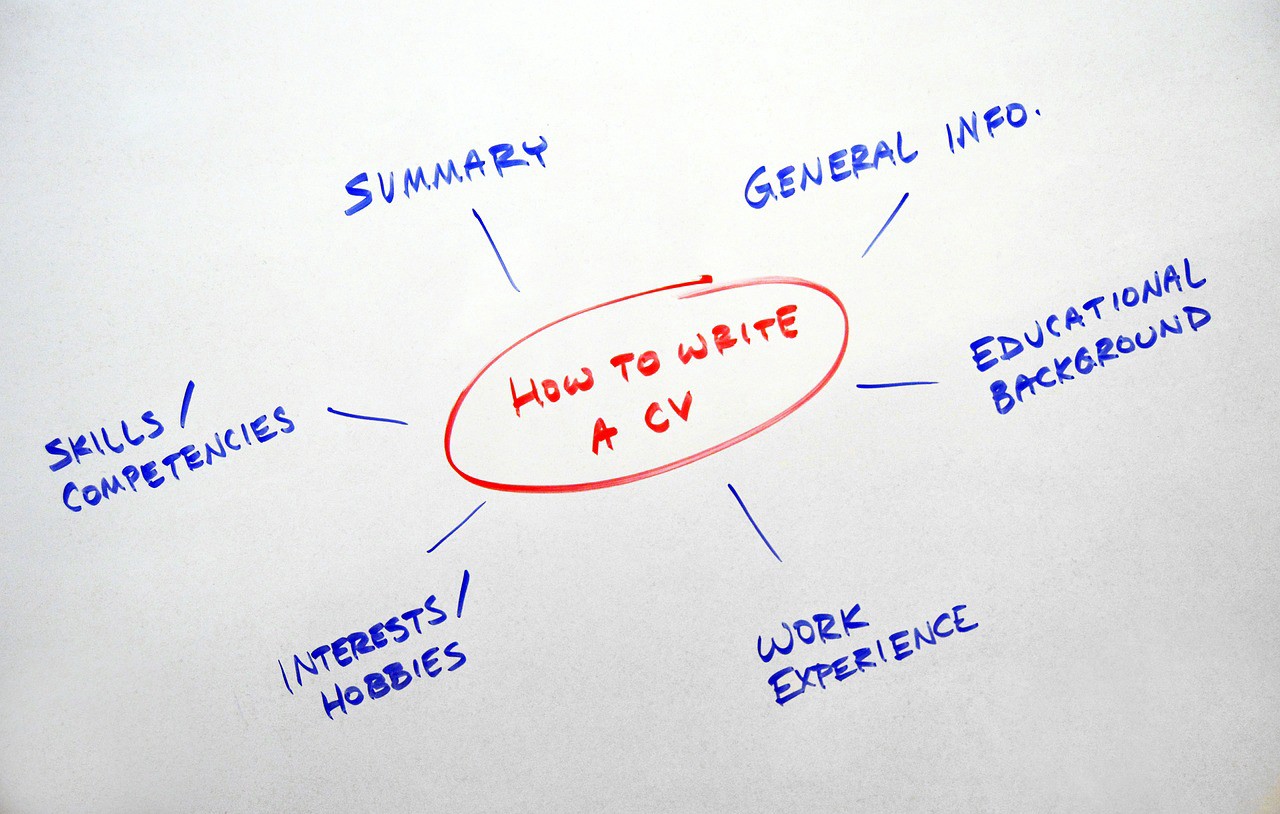 SUMMARY
GENERAL INFO.
HOW TO WRITE
A CV
EDUCATIONAL
BACKGROUND
SKILLS/
COMPETENCIES
INTERESTS/
HOBBIES
WORK
EXPERIENCE